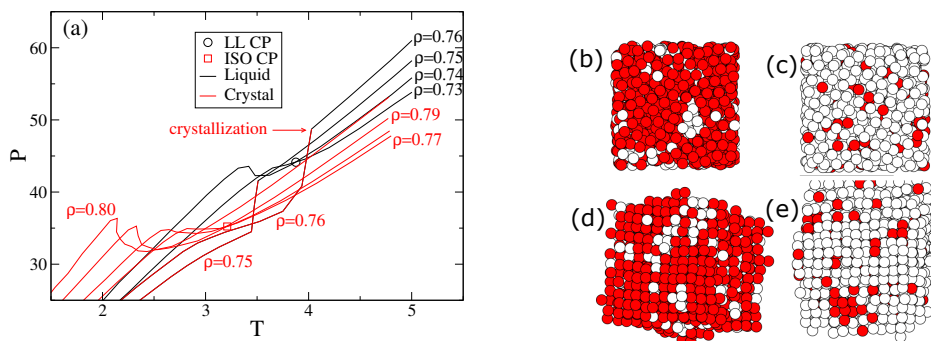 (a)
LL CP
ISO CP
Liquid
Crystal
ρ=0.76
ρ=0.75
ρ=0.74
ρ=0.73
ρ=0.79
ρ=0.77
crystallization
ρ=0.80
ρ=0.76
ρ=0.75
60
50
40
30
P
2
3
4
5
T
(b)
(c)
(d)
(e)